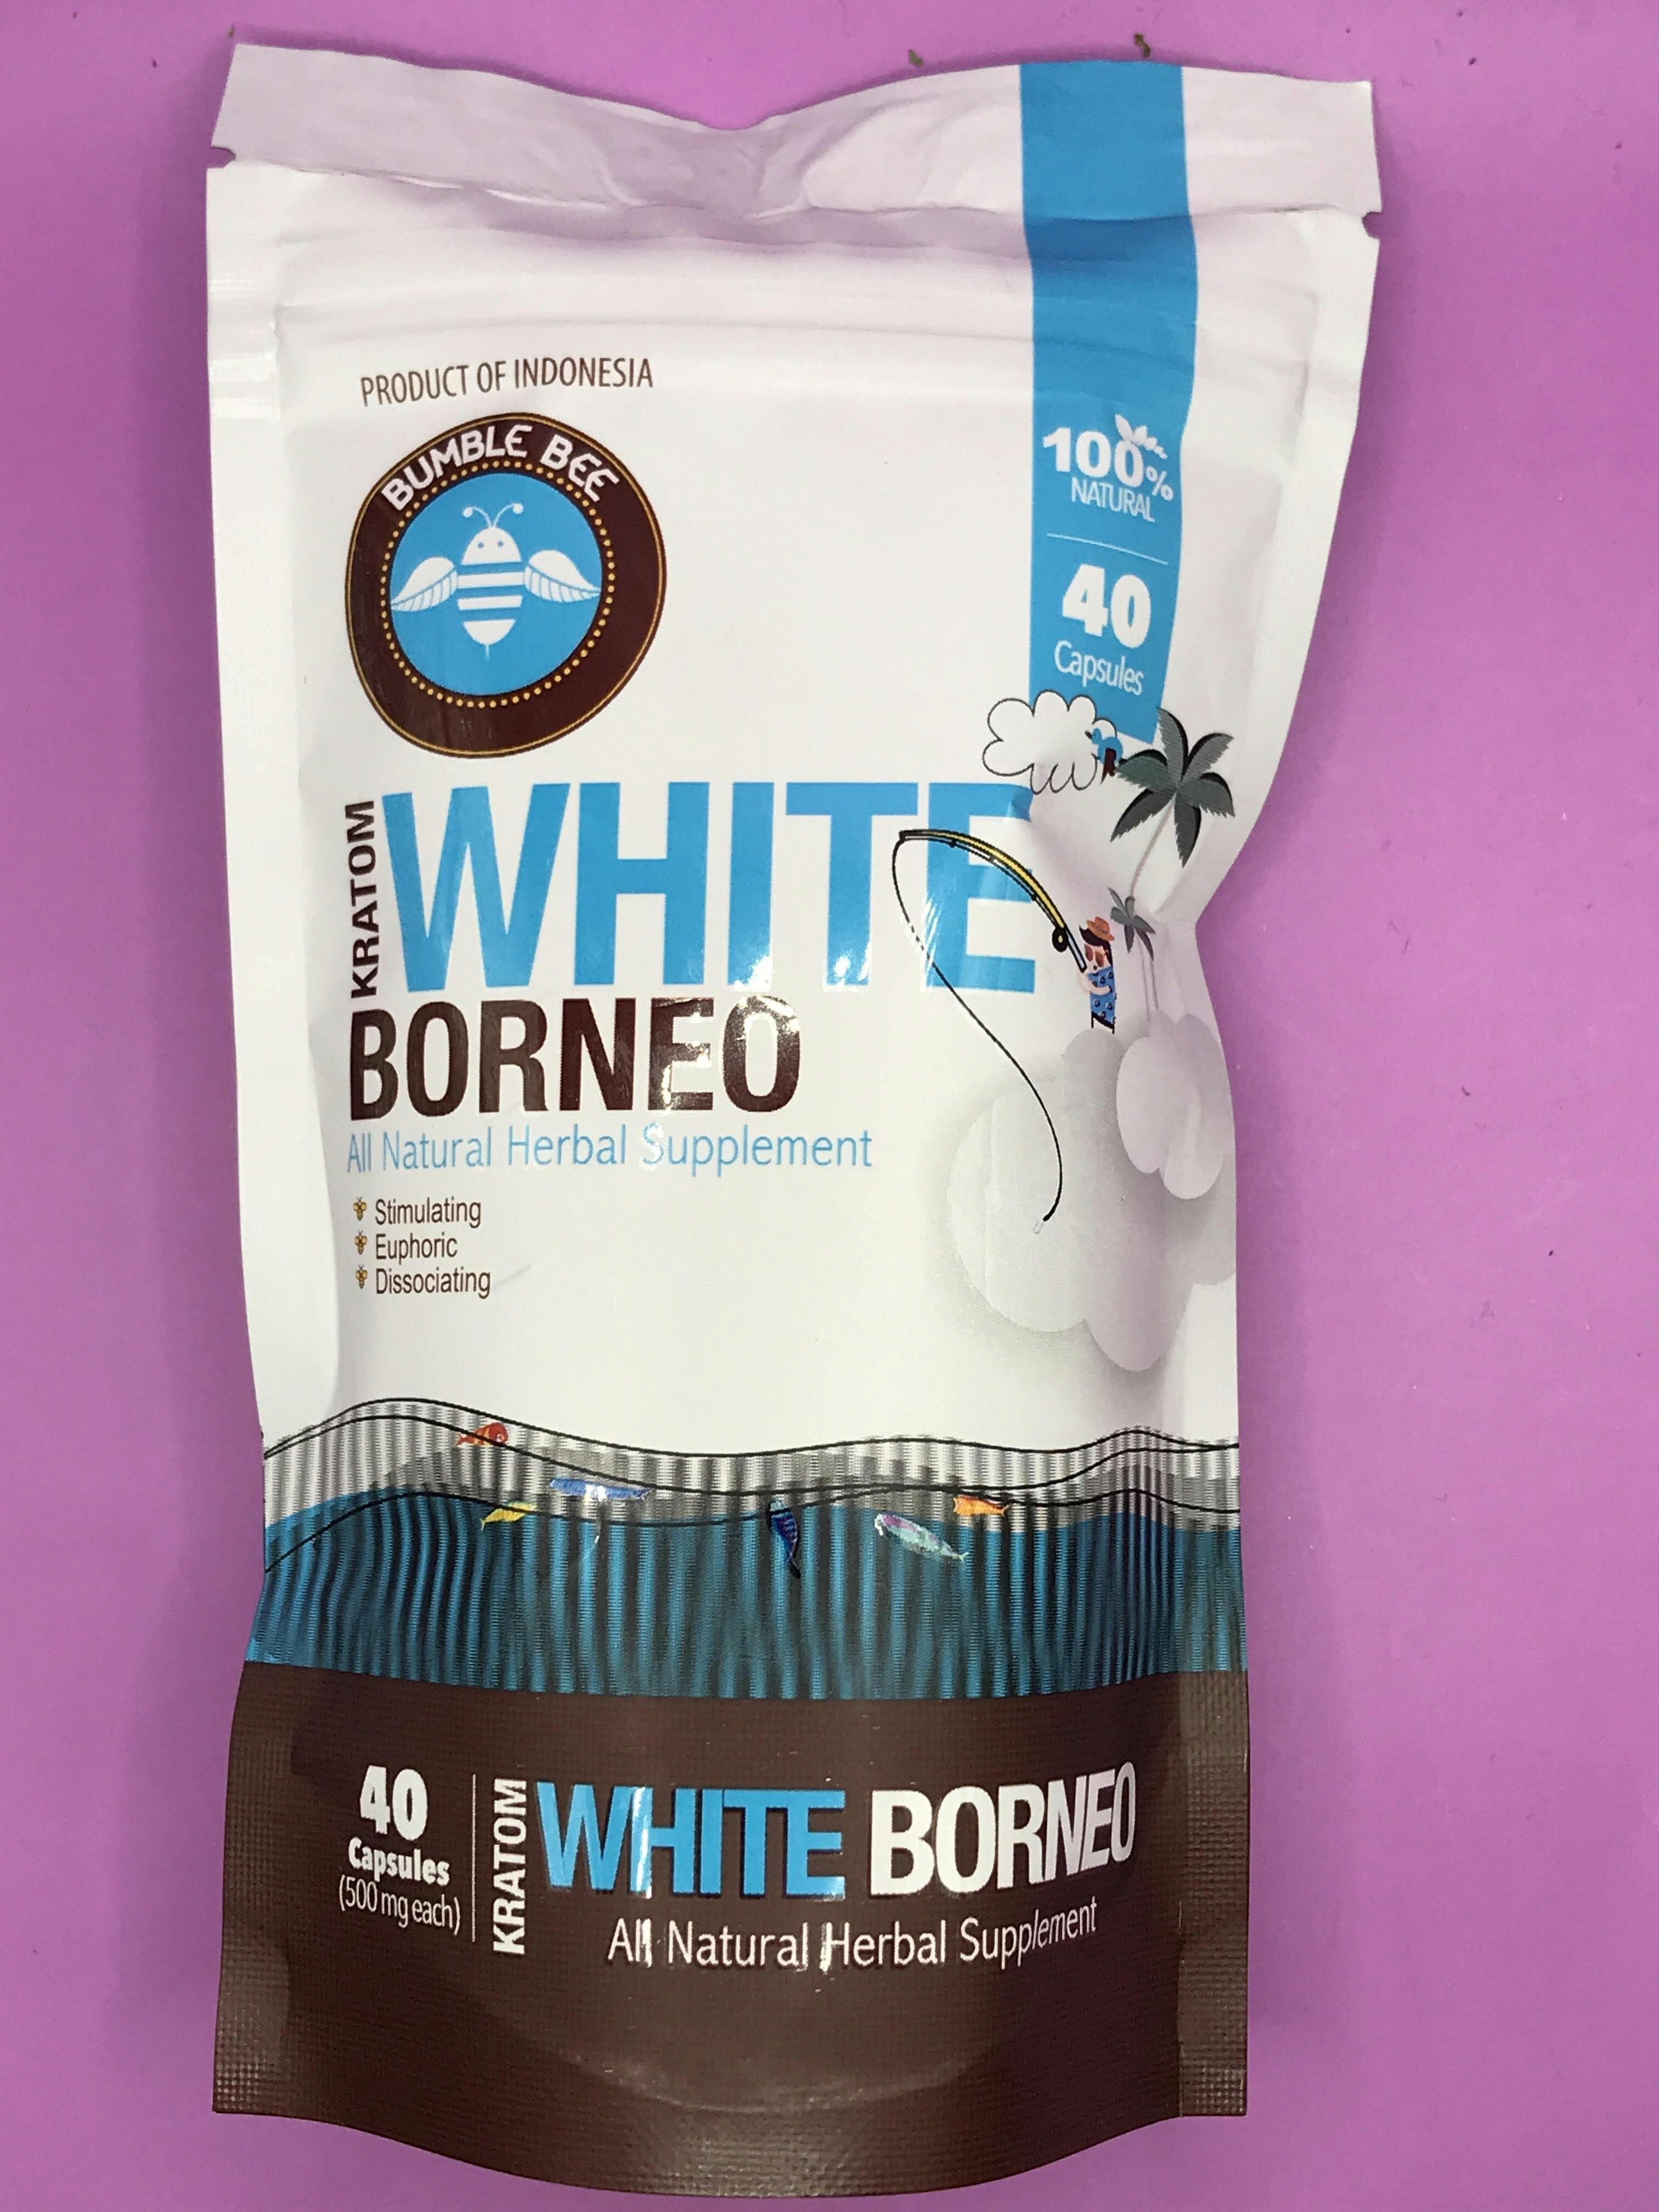 PRODUCT OF INDONESIA
BUMBLE BEE
100%
NATURAL
40
Capsules
KRATOM
WHITE
BORNEO
All Natural Herbal Supplement
Stimulating
Euphoric
Dissociating
40
Capsules
(500 mg each)
KRATOM
WHITE BORNEO
All Natural Herbal Supplement